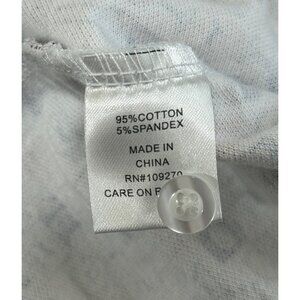 95%COTTON
5%SPANDEX
MADE IN
CHINA
RN#109270
CARE ON